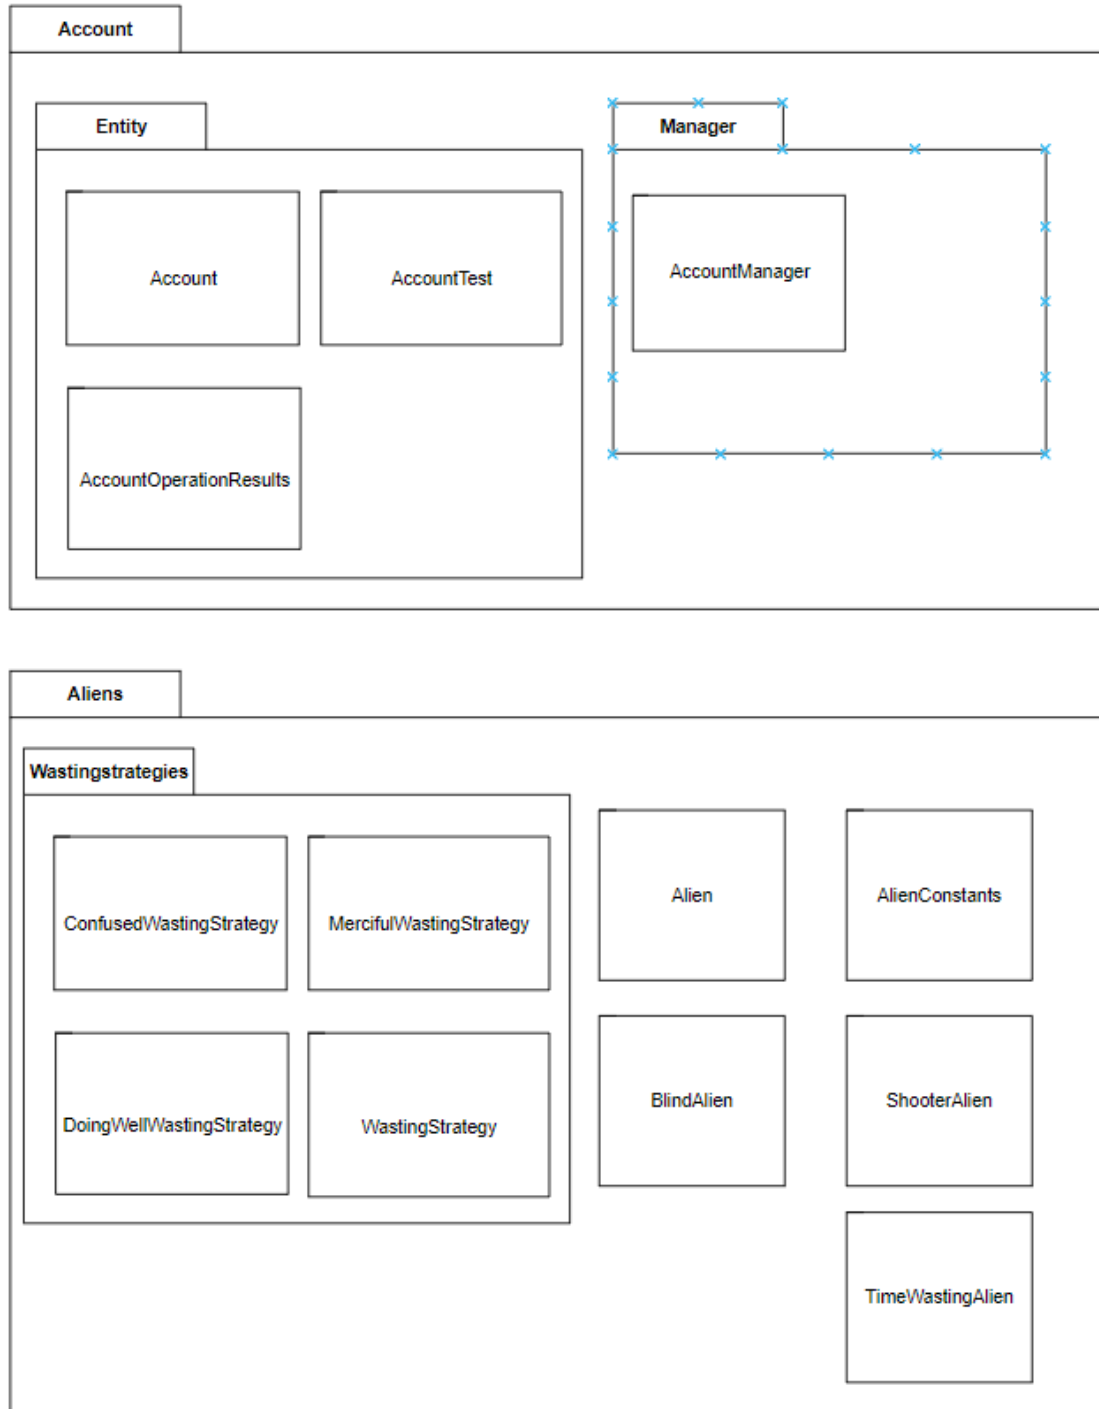 Account
Entity
Manager
Account
AccountTest
AccountManager
AccountOperationResults
Aliens
Wastingstrategies
ConfusedWastingStrategy
MercifulWastingStrategy
Alien
AlienConstants
DoingWellWastingStrategy
WastingStrategy
BlindAlien
ShooterAlien
TimeWastingAlien